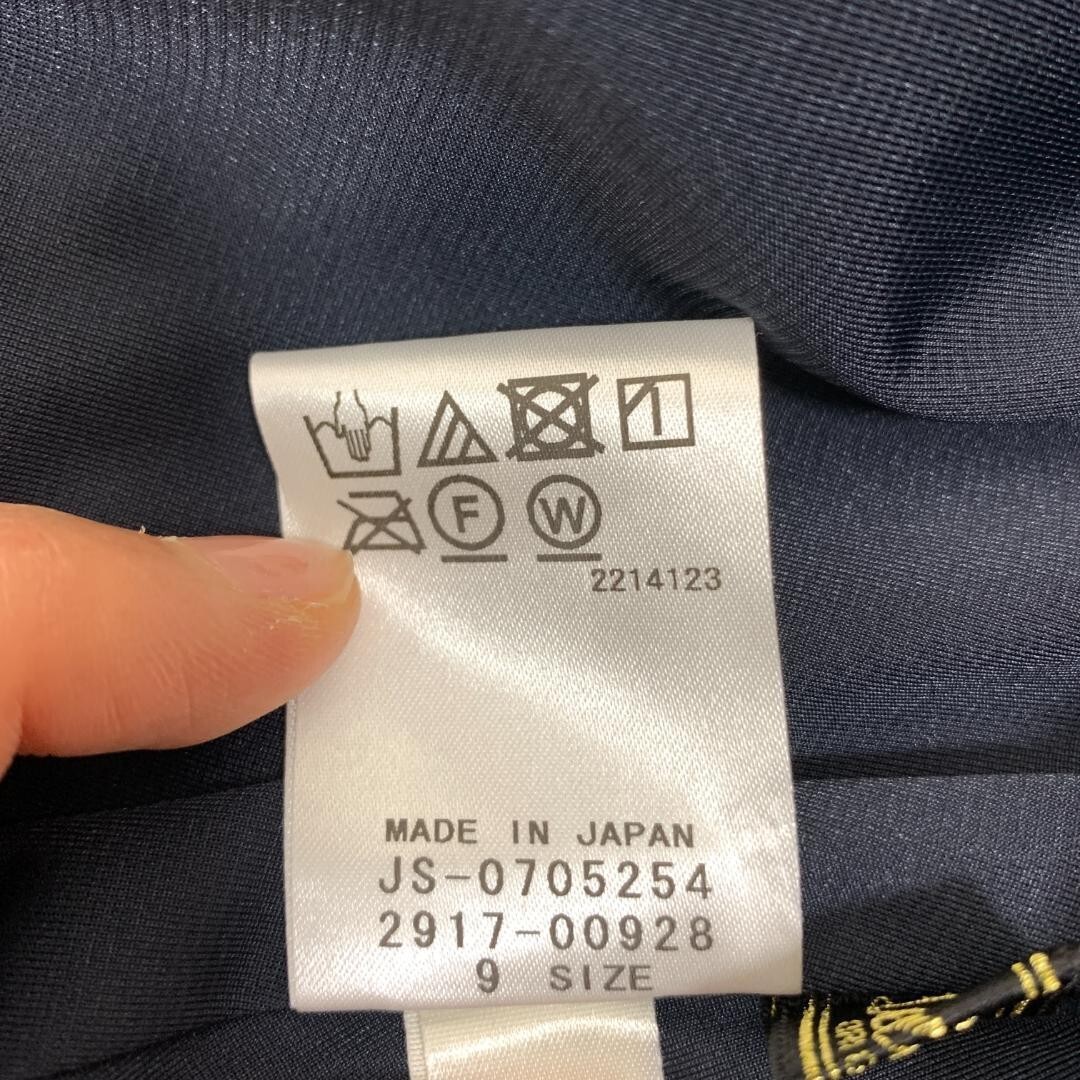 F W
2214123
MADE IN JAPAN
JS-0705254
2917-00928
9 SIZE